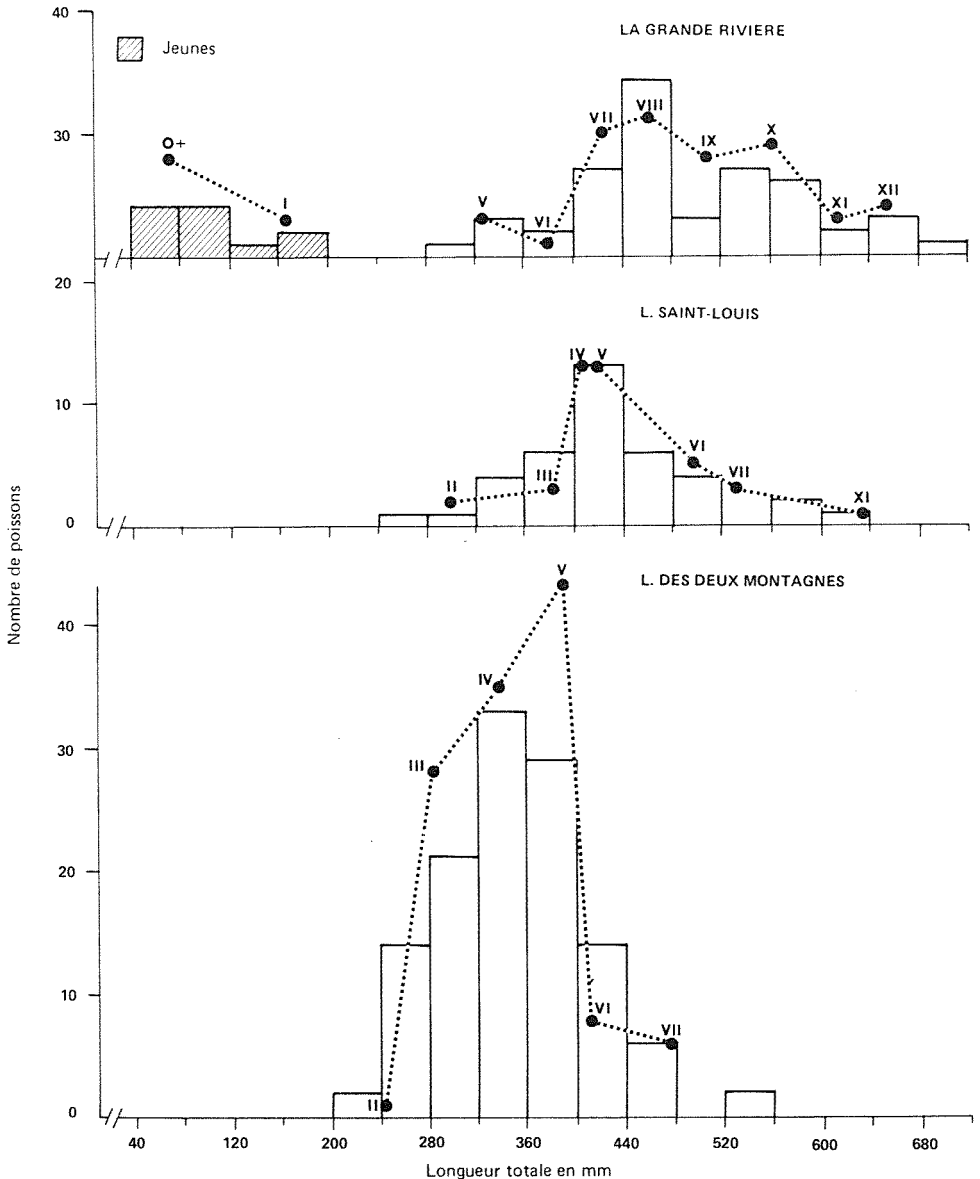 40
LA GRANDE RIVIERE
Jeunes
VII
VIII
30
O+
IX
X
I
V
VI
XI
XII
20
L. SAINT-LOUIS
IV
V
10
II
III
VI
VII
XI
0
L. DES DEUX MONTAGNES
V
40
IV
30
III
20
10
VI
VII
II
0
40
120
200
280
360
440
520
600
680
Longueur totale en mm
Nombre de poissons